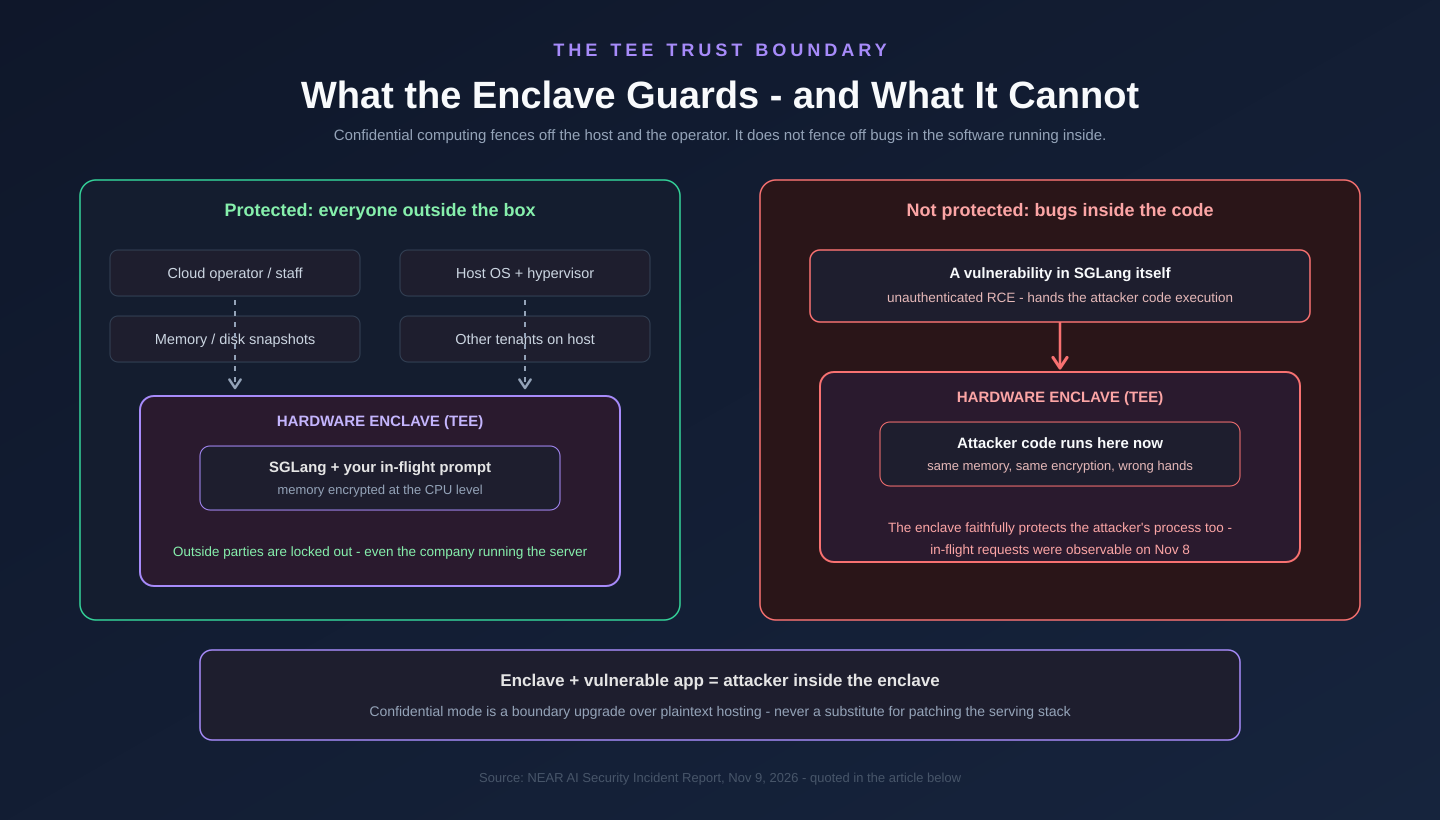 THE TEE TRUST BOUNDARY
What the Enclave Guards - and What It Cannot
Confidential computing fences off the host and the operator. It does not fence off bugs in the software running inside.
Protected: everyone outside the box
Cloud operator / staff
Host OS + hypervisor
Memory / disk snapshots
Other tenants on host
HARDWARE ENCLAVE (TEE)
SGLang + your in-flight prompt
memory encrypted at the CPU level
Outside parties are locked out - even the company running the server
Not protected: bugs inside the code
A vulnerability in SGLang itself
unauthenticated RCE - hands the attacker code execution
HARDWARE ENCLAVE (TEE)
Attacker code runs here now
same memory, same encryption, wrong hands
The enclave faithfully protects the attacker's process too -
in-flight requests were observable on Nov 8
Enclave + vulnerable app = attacker inside the enclave
Confidential mode is a boundary upgrade over plaintext hosting - never a substitute for patching the serving stack
Source: NEAR AI Security Incident Report, Nov 9, 2026 - quoted in the article below